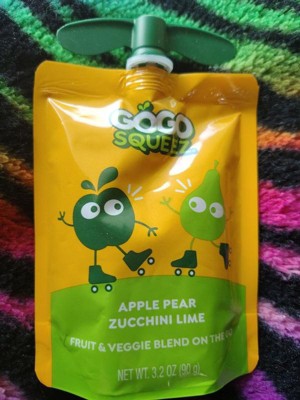 GOGO
SQUEEZ
APPLE PEAR
ZUCCHINI LIME
FRUIT & VEGGIE BLEND ON THE
NET WT. 3.2 OZ (90 g)